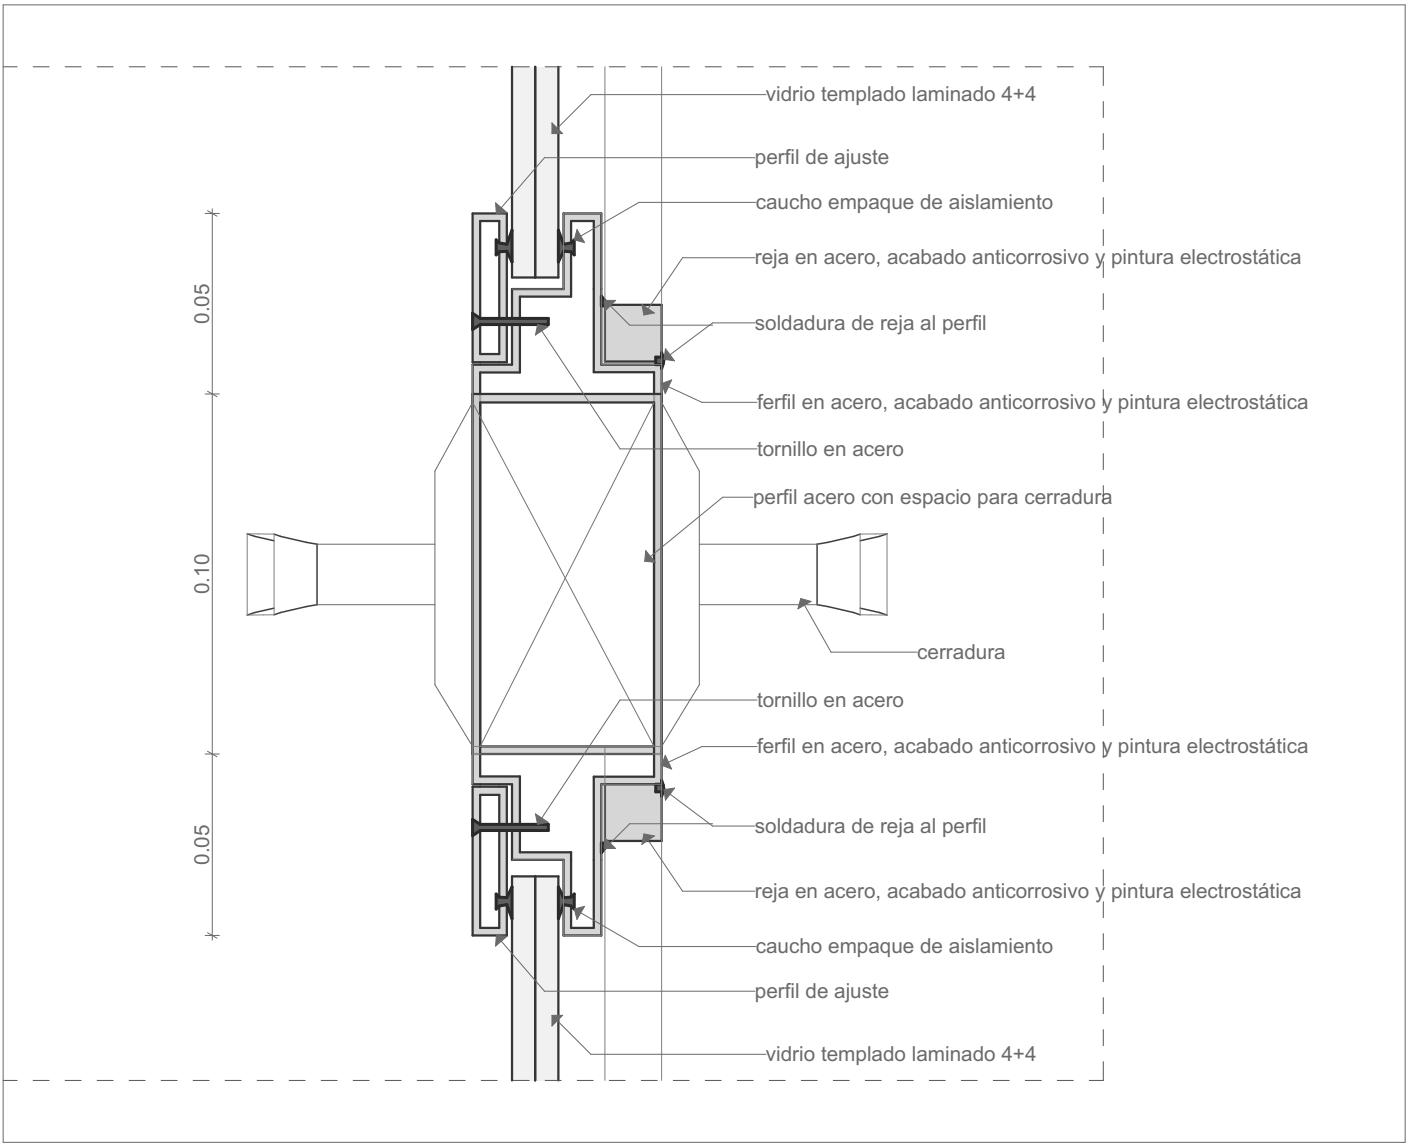 vidrio templado laminado 4+4
perfil de ajuste
caucho empaque de aislamiento
reja en acero, acabado anticorrosivo y pintura electrostática
0.05
soldadura de reja al perfil
ferfil en acero, acabado anticorrosivo y pintura electrostática
tornillo en acero
perfil acero con espacio para cerradura
0.10
cerradura
tornillo en acero
ferfil en acero, acabado anticorrosivo y pintura electrostática
soldadura de reja al perfil
0.05
reja en acero, acabado anticorrosivo y pintura electrostática
caucho empaque de aislamiento
perfil de ajuste
vidrio templado laminado 4+4